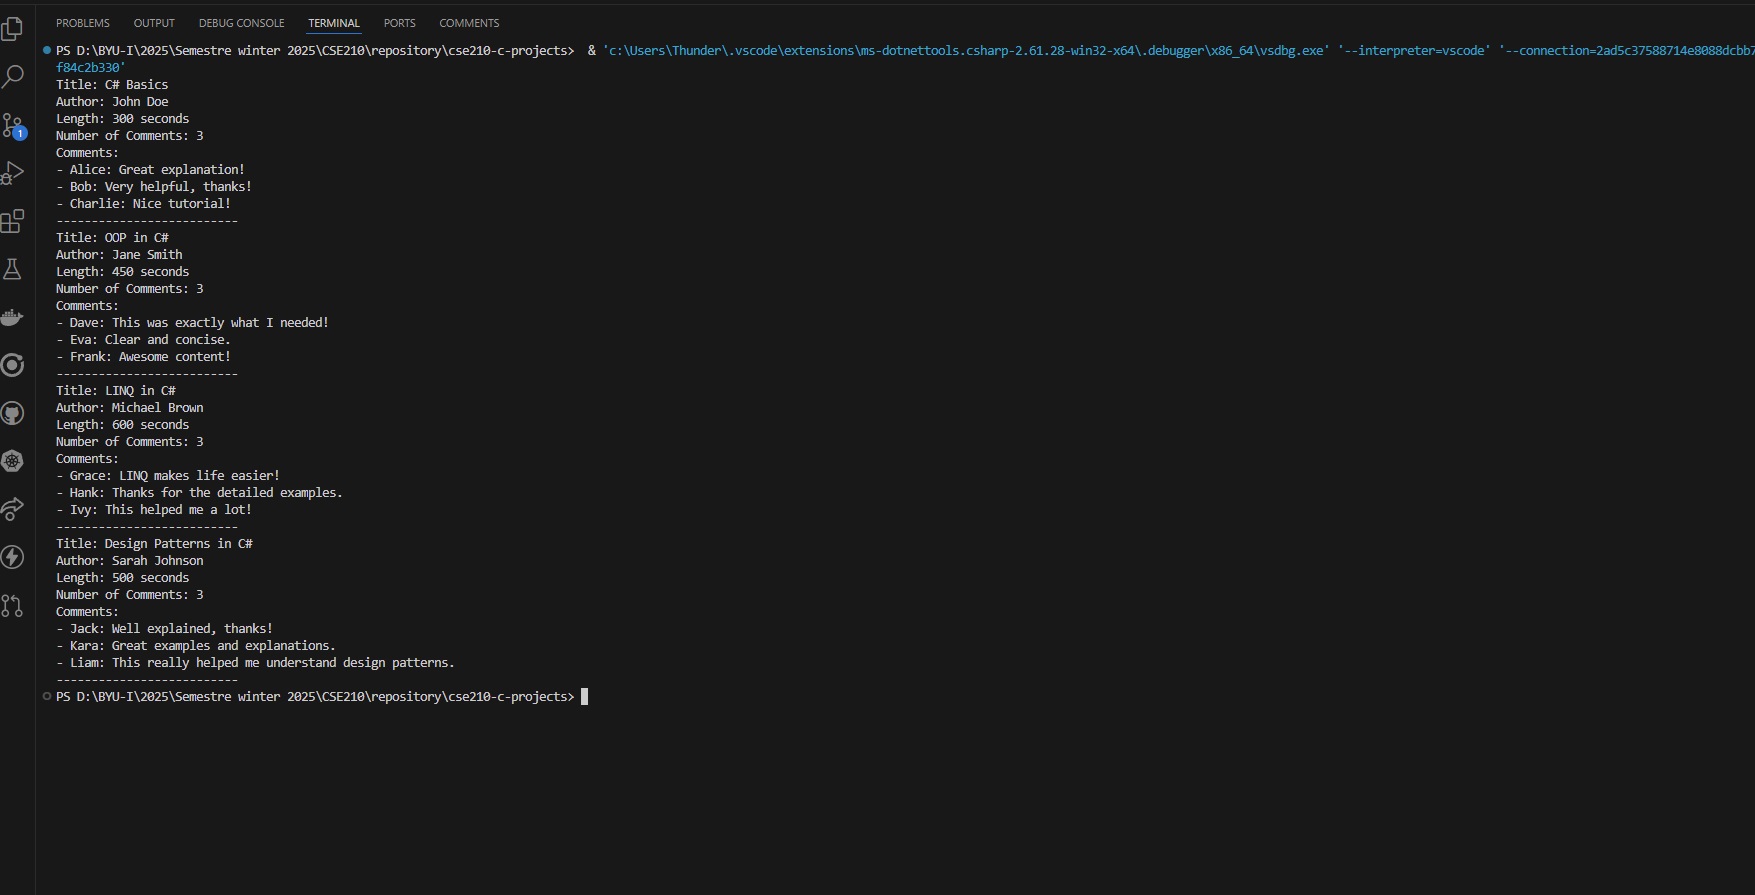 PROBLEMS OUTPUT DEBUG CONSOLE TERMINAL PORTS COMMENTS
PS D:\BYU-I\2025\Semestre winter 2025\CSE210\repository\cse210-c-projects>  & 'c:\Users\Thunder\.vscode\extensions\ms-dotnettools.csharp-2.61.28-win32-x64\.debugger\x86_64\vsdbg.exe' '--interpreter=vscode' '--connection=2ad5c37588714e8088dcbb7
f84c2b330'
Title: C# Basics
Author: John Doe
Length: 300 seconds
Number of Comments: 3
Comments:
- Alice: Great explanation!
- Bob: Very helpful, thanks!
- Charlie: Nice tutorial!
--------------------------
Title: OOP in C#
Author: Jane Smith
Length: 450 seconds
Number of Comments: 3
Comments:
- Dave: This was exactly what I needed!
- Eva: Clear and concise.
- Frank: Awesome content!
--------------------------
Title: LINQ in C#
Author: Michael Brown
Length: 600 seconds
Number of Comments: 3
Comments:
- Grace: LINQ makes life easier!
- Hank: Thanks for the detailed examples.
- Ivy: This helped me a lot!
--------------------------
Title: Design Patterns in C#
Author: Sarah Johnson
Length: 500 seconds
Number of Comments: 3
Comments:
- Jack: Well explained, thanks!
- Kara: Great examples and explanations.
- Liam: This really helped me understand design patterns.
--------------------------
PS D:\BYU-I\2025\Semestre winter 2025\CSE210\repository\cse210-c-projects>
1